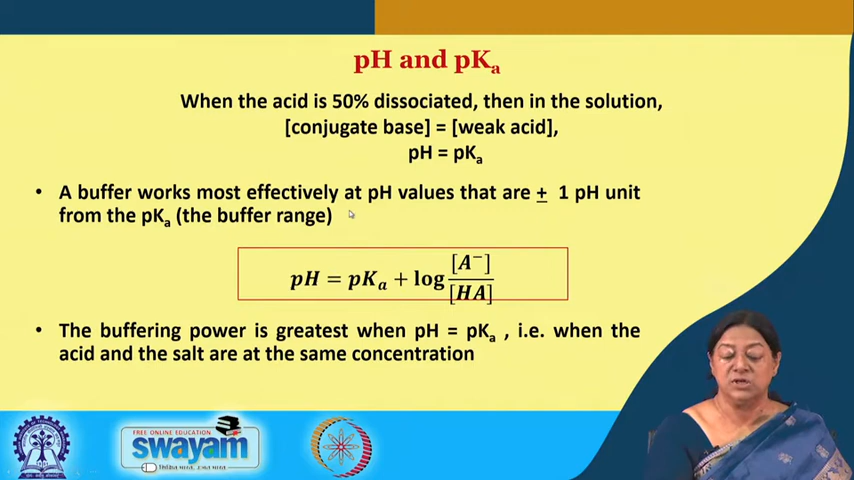 pH and pKₐ
When the acid is 50% dissociated, then in the solution,
[conjugate base] = [weak acid],
pH = pKₐ
• A buffer works most effectively at pH values that are ± 1 pH unit
from the pKₐ (the buffer range)
pH = pKₐ + log [A⁻]/[HA]
• The buffering power is greatest when pH = pKₐ , i.e. when the
acid and the salt are at the same concentration
FREE ONLINE EDUCATION
swayam